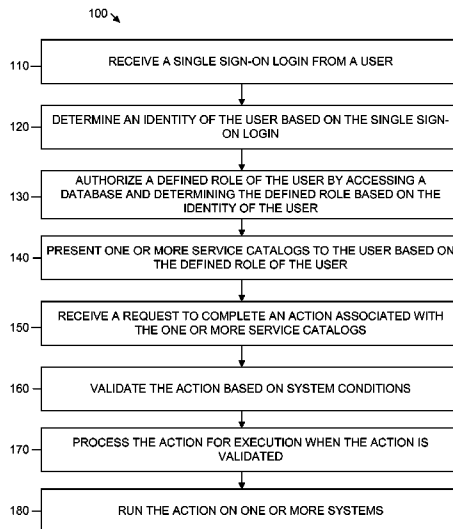 100
110
RECEIVE A SINGLE SIGN-ON LOGIN FROM A USER
120
DETERMINE AN IDENTITY OF THE USER BASED ON THE SINGLE SIGN-
ON LOGIN
130
AUTHORIZE A DEFINED ROLE OF THE USER BY ACCESSING A
DATABASE AND DETERMINING THE DEFINED ROLE BASED ON THE
IDENTITY OF THE USER
140
PRESENT ONE OR MORE SERVICE CATALOGS TO THE USER BASED ON
THE DEFINED ROLE OF THE USER
150
RECEIVE A REQUEST TO COMPLETE AN ACTION ASSOCIATED WITH
THE ONE OR MORE SERVICE CATALOGS
160
VALIDATE THE ACTION BASED ON SYSTEM CONDITIONS
170
PROCESS THE ACTION FOR EXECUTION WHEN THE ACTION IS
VALIDATED
180
RUN THE ACTION ON ONE OR MORE SYSTEMS